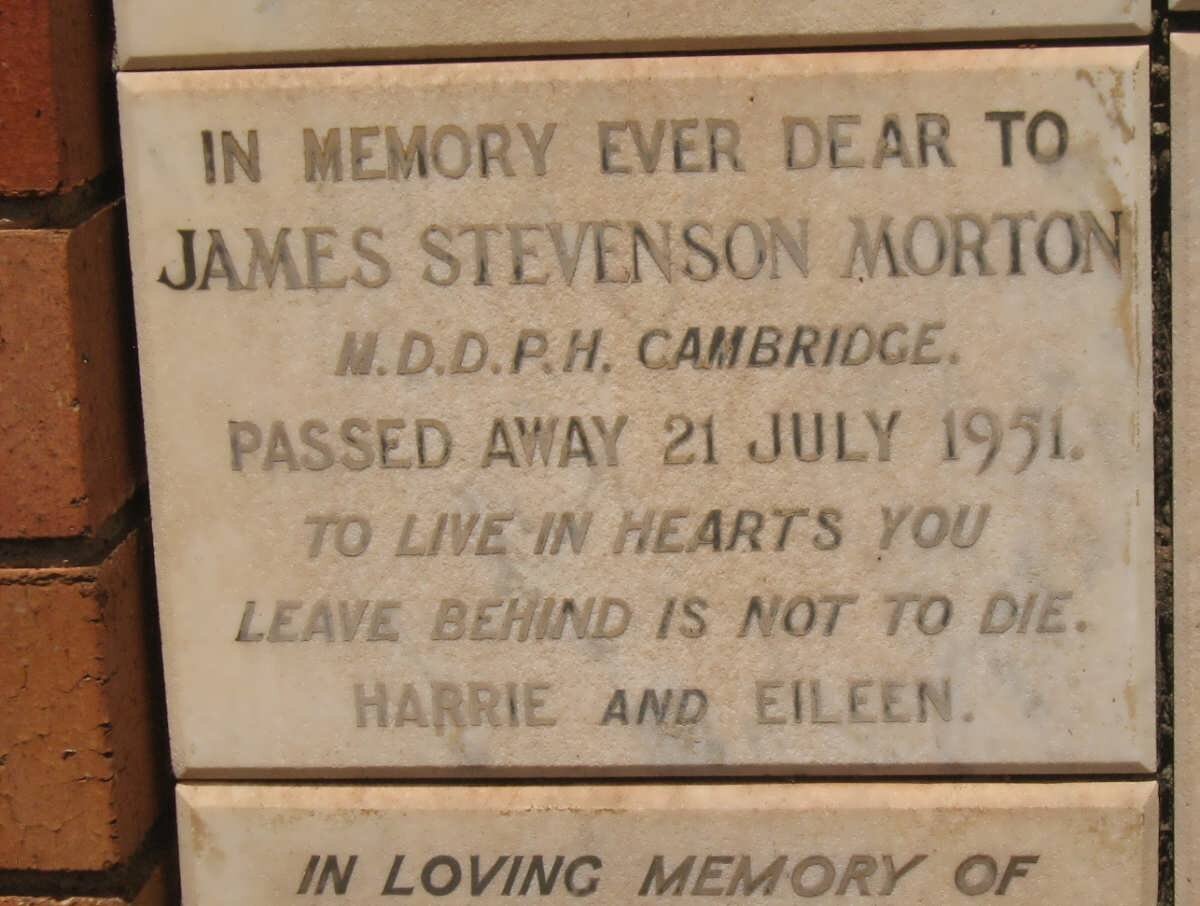 IN MEMORY EVER DEAR TO
JAMES STEVENSON MORTON
M.D.D.P.H. CAMBRIDGE.
PASSED AWAY 21 JULY 1951.
TO LIVE IN HEARTS YOU
LEAVE BEHIND IS NOT TO DIE.
HARRIE AND EILEEN.
IN LOVING MEMORY OF